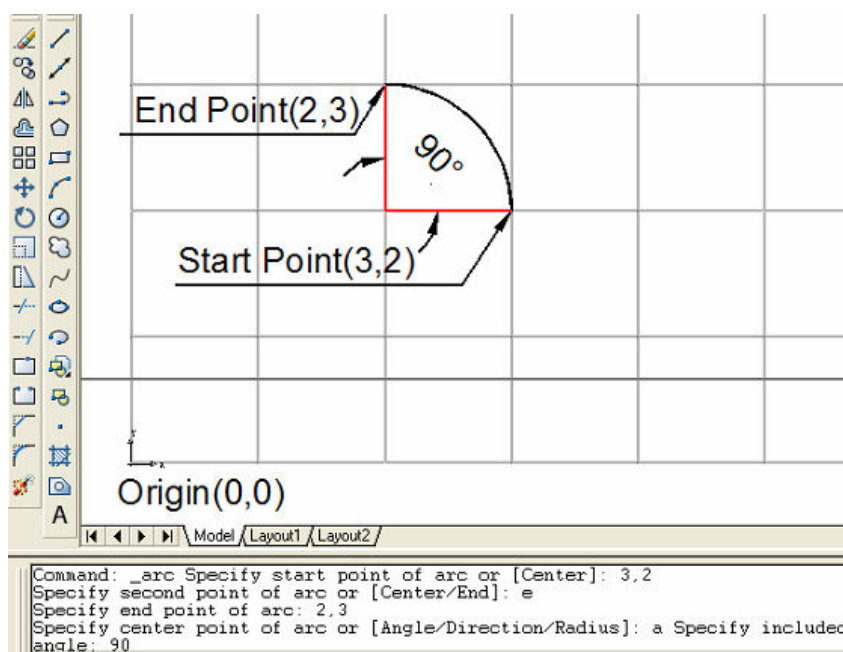 End Point(2,3)
90°
Start Point(3,2)
Origin(0,0)
A
Model Layout1 Layout2
Command: _arc Specify start point of arc or [Center]: 3,2
Specify second point of arc or [Center/End]: e
Specify end point of arc: 2,3
Specify center point of arc or [Angle/Direction/Radius]: a Specify included
angle: 90